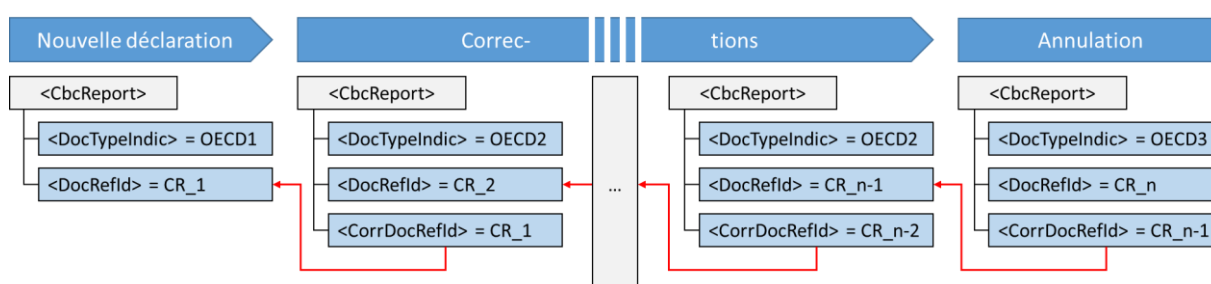 Nouvelle déclaration
Correc-
tions
Annulation
<CbcReport>
<DocTypeIndic> = OECD1
<DocRefId> = CR_1
<CbcReport>
<DocTypeIndic> = OECD2
<DocRefId> = CR_2
<CorrDocRefId> = CR_1
...
<CbcReport>
<DocTypeIndic> = OECD2
<DocRefId> = CR_n-1
<CorrDocRefId> = CR_n-2
<CbcReport>
<DocTypeIndic> = OECD3
<DocRefId> = CR_n
<CorrDocRefId> = CR_n-1